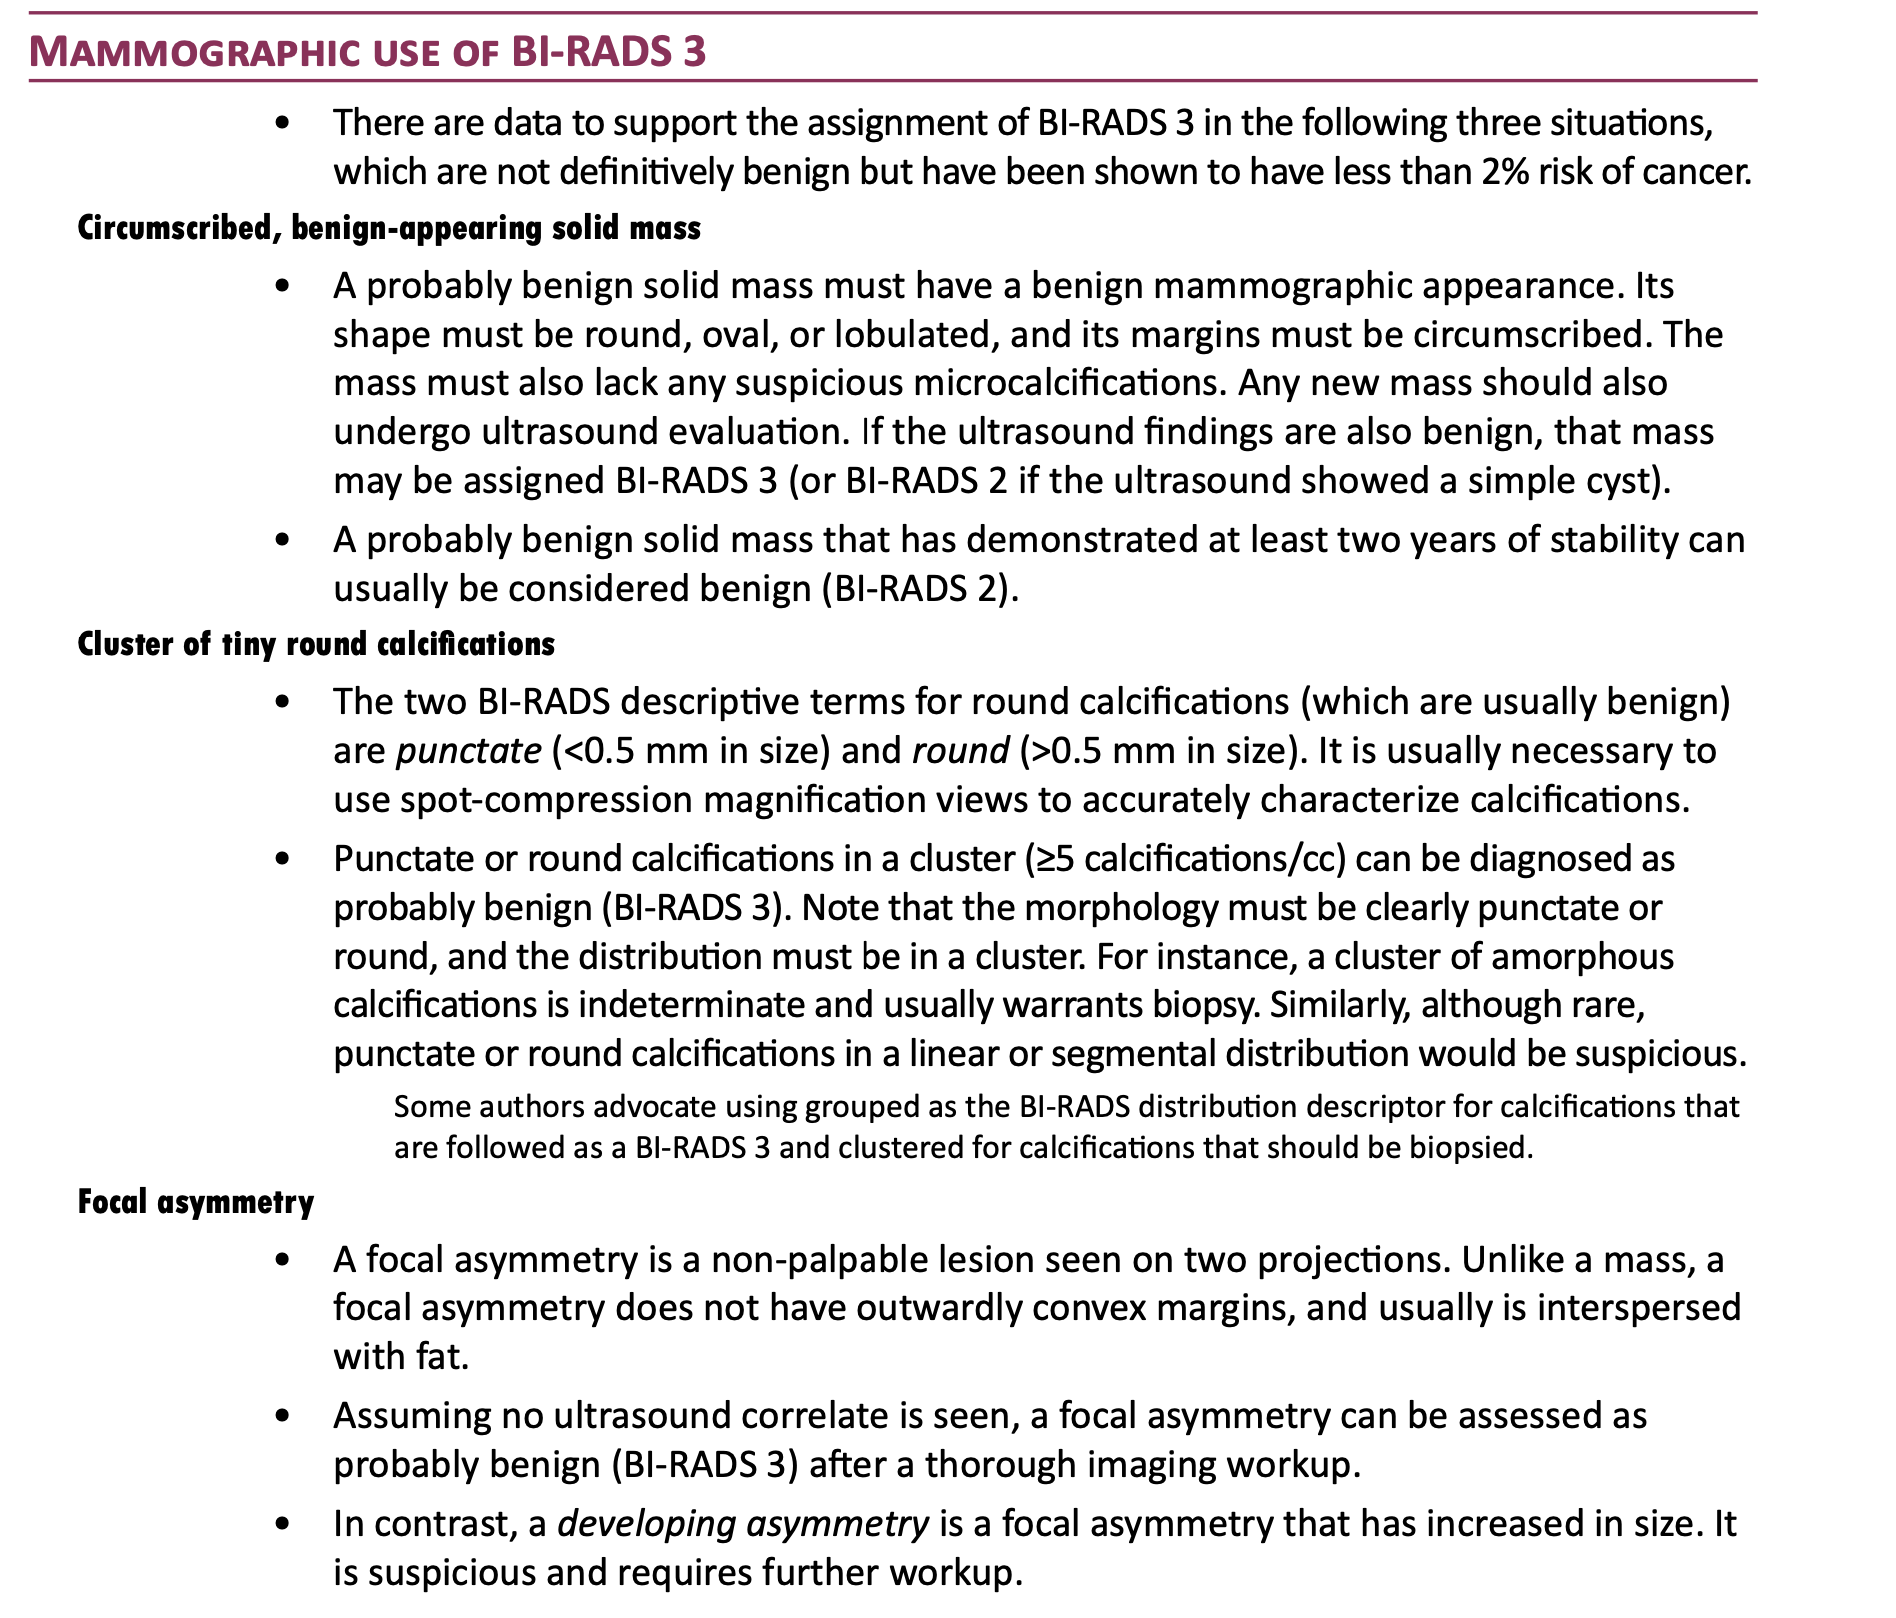 MAMMOGRAPHIC USE OF BI-RADS 3
• There are data to support the assignment of BI-RADS 3 in the following three situations,
which are not definitively benign but have been shown to have less than 2% risk of cancer.
Circumscribed, benign-appearing solid mass
• A probably benign solid mass must have a benign mammographic appearance. Its
shape must be round, oval, or lobulated, and its margins must be circumscribed. The
mass must also lack any suspicious microcalcifications. Any new mass should also
undergo ultrasound evaluation. If the ultrasound findings are also benign, that mass
may be assigned BI-RADS 3 (or BI-RADS 2 if the ultrasound showed a simple cyst).
• A probably benign solid mass that has demonstrated at least two years of stability can
usually be considered benign (BI-RADS 2).
Cluster of tiny round calcifications
• The two BI-RADS descriptive terms for round calcifications (which are usually benign)
are punctate (<0.5 mm in size) and round (>0.5 mm in size). It is usually necessary to
use spot-compression magnification views to accurately characterize calcifications.
• Punctate or round calcifications in a cluster (≥5 calcifications/cc) can be diagnosed as
probably benign (BI-RADS 3). Note that the morphology must be clearly punctate or
round, and the distribution must be in a cluster. For instance, a cluster of amorphous
calcifications is indeterminate and usually warrants biopsy. Similarly, although rare,
punctate or round calcifications in a linear or segmental distribution would be suspicious.
Some authors advocate using grouped as the BI-RADS distribution descriptor for calcifications that
are followed as a BI-RADS 3 and clustered for calcifications that should be biopsied.
Focal asymmetry
• A focal asymmetry is a non-palpable lesion seen on two projections. Unlike a mass, a
focal asymmetry does not have outwardly convex margins, and usually is interspersed
with fat.
• Assuming no ultrasound correlate is seen, a focal asymmetry can be assessed as
probably benign (BI-RADS 3) after a thorough imaging workup.
• In contrast, a developing asymmetry is a focal asymmetry that has increased in size. It
is suspicious and requires further workup.